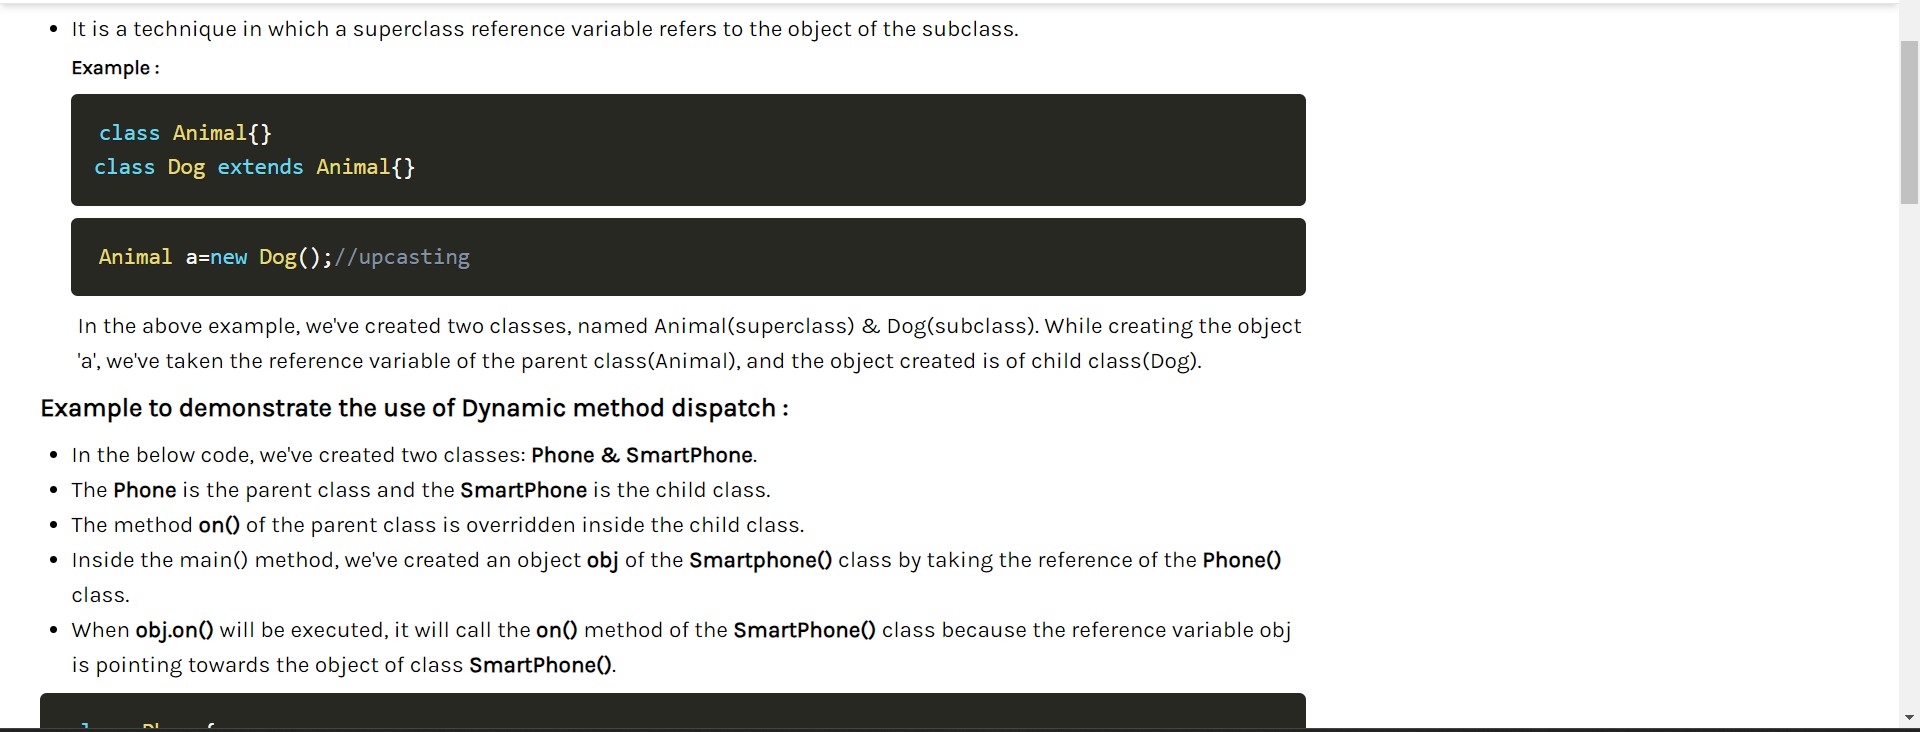 • It is a technique in which a superclass reference variable refers to the object of the subclass.
Example :
class Animal{}
class Dog extends Animal{}
Animal a=new Dog();//upcasting
In the above example, we've created two classes, named Animal(superclass) & Dog(subclass). While creating the object
'a', we've taken the reference variable of the parent class(Animal), and the object created is of child class(Dog).
Example to demonstrate the use of Dynamic method dispatch :
• In the below code, we've created two classes: Phone & SmartPhone.
• The Phone is the parent class and the SmartPhone is the child class.
• The method on() of the parent class is overridden inside the child class.
• Inside the main() method, we've created an object obj of the Smartphone() class by taking the reference of the Phone()
class.
• When obj.on() will be executed, it will call the on() method of the SmartPhone() class because the reference variable obj
is pointing towards the object of class SmartPhone().